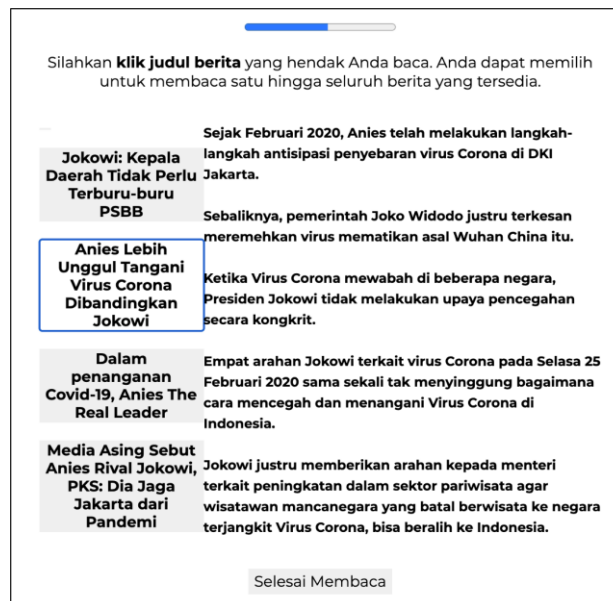 Silahkan klik judul berita yang hendak Anda baca. Anda dapat memilih
untuk membaca satu hingga seluruh berita yang tersedia.
Jokowi: Kepala
Daerah Tidak Perlu
Terburu-buru
PSBB
Anies Lebih
Unggul Tangani
Virus Corona
Dibandingkan
Jokowi
Dalam
penanganan
Covid-19, Anies The
Real Leader
Media Asing Sebut
Anies Rival Jokowi,
PKS: Dia Jaga
Jakarta dari
Pandemi
Sejak Februari 2020, Anies telah melakukan langkah-
langkah antisipasi penyebaran virus Corona di DKI
Jakarta.
Sebaliknya, pemerintah Joko Widodo justru terkesan
meremehkan virus mematikan asal Wuhan China itu.
Ketika Virus Corona mewabah di beberapa negara,
Presiden Jokowi tidak melakukan upaya pencegahan
secara kongkrit.
Empat arahan Jokowi terkait virus Corona pada Selasa 25
Februari 2020 sama sekali tak menyinggung bagaimana
cara mencegah dan menangani Virus Corona di
Indonesia.
Jokowi justru memberikan arahan kepada menteri
terkait peningkatan dalam sektor pariwisata agar
wisatawan mancanegara yang batal berwisata ke negara
terjangkit Virus Corona, bisa beralih ke Indonesia.
Selesai Membaca